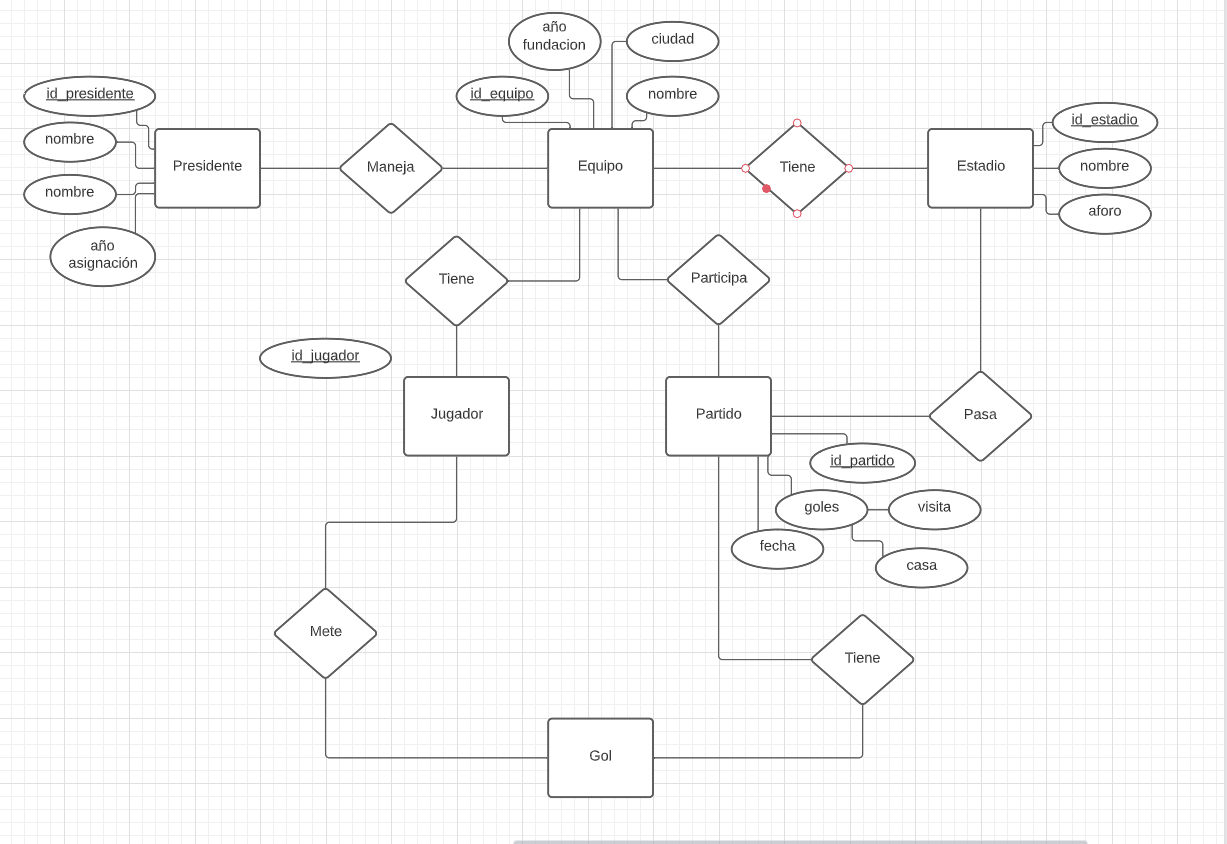 año
fundacion
ciudad
id_presidente
id_equipo
nombre
id_estadio
nombre
Presidente
Maneja
Equipo
Tiene
Estadio
nombre
nombre
aforo
año
asignación
Tiene
Participa
id_jugador
Jugador
Partido
Pasa
id_partido
goles
visita
fecha
casa
Mete
Tiene
Gol